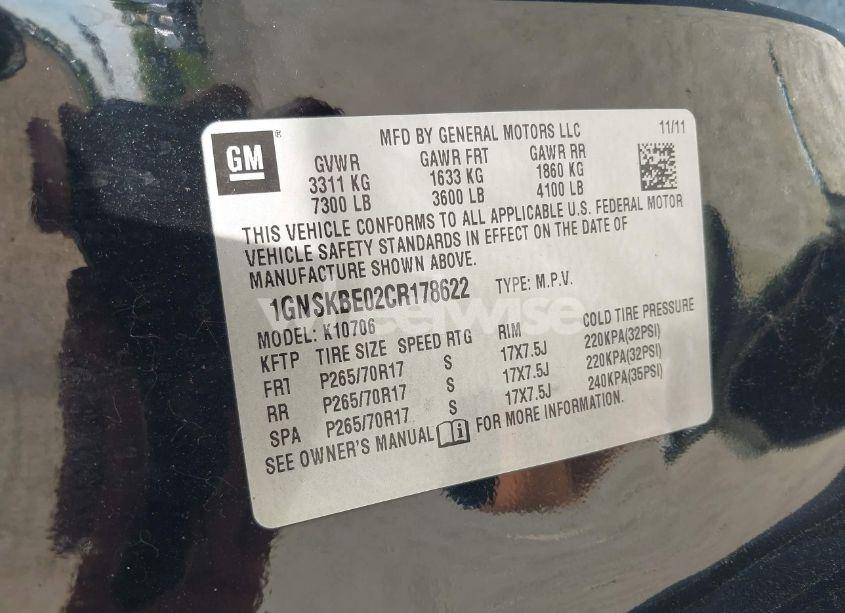 GM ®
MFD BY GENERAL MOTORS LLC 11/11
GVWR GAWR FRT GAWR RR
3311 KG 1633 KG 1860 KG
7300 LB 3600 LB 4100 LB
THIS VEHICLE CONFORMS TO ALL APPLICABLE U.S. FEDERAL MOTOR
VEHICLE SAFETY STANDARDS IN EFFECT ON THE DATE OF
MANUFACTURE SHOWN ABOVE.
1GNSKBE02CR178622 TYPE: M.P.V.
wheelwise
MODEL: K10706
KFTP TIRE SIZE SPEED RTG RIM COLD TIRE PRESSURE
FRT P265/70R17 S 17X7.5J 220KPA(32PSI)
RR P265/70R17 S 17X7.5J 220KPA(32PSI)
SPA P265/70R17 S 17X7.5J 240KPA(35PSI)
SEE OWNER'S MANUAL FOR MORE INFORMATION.